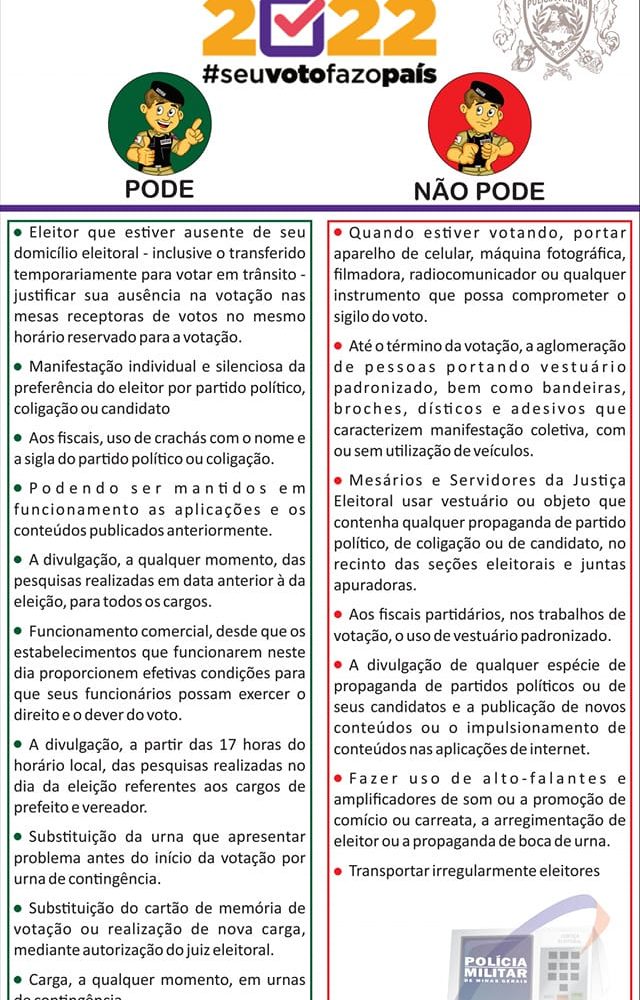 2022
#seuvotofazopaís
PODE
NÃO PODE
• Eleitor que estiver ausente de seu
domicílio eleitoral - inclusive o transferido
temporariamente para votar em trânsito -
justificar sua ausência na votação nas
mesas receptoras de votos no mesmo
horário reservado para a votação.
• Manifestação individual e silenciosa da
preferência do eleitor por partido político,
coligação ou candidato
• Aos fiscais, uso de crachás com o nome e
a sigla do partido político ou coligação.
• Podendo ser mantidos em
funcionamento as aplicações e os
conteúdos publicados anteriormente.
• A divulgação, a qualquer momento, das
pesquisas realizadas em data anterior à da
eleição, para todos os cargos.
• Funcionamento comercial, desde que os
estabelecimentos que funcionarem neste
dia proporcionem efetivas condições para
que seus funcionários possam exercer o
direito e o dever do voto.
• A divulgação, a partir das 17 horas do
horário local, das pesquisas realizadas no
dia da eleição referentes aos cargos de
prefeito e vereador.
• Substituição da urna que apresentar
problema antes do início da votação por
urna de contingência.
• Substituição do cartão de memória de
votação ou realização de nova carga,
mediante autorização do juiz eleitoral.
• Carga, a qualquer momento, em urnas
de contingência
• Quando estiver votando, portar
aparelho de celular, máquina fotográfica,
filmadora, radiocomunicador ou qualquer
instrumento que possa comprometer o
sigilo do voto.
• Até o término da votação, a aglomeração
de pessoas portando vestuário
padronizado, bem como bandeiras,
broches, dísticos e adesivos que
caracterizem manifestação coletiva, com
ou sem utilização de veículos.
• Mesários e Servidores da Justiça
Eleitoral usar vestuário ou objeto que
contenha qualquer propaganda de partido
político, de coligação ou de candidato, no
recinto das seções eleitorais e juntas
apuradoras.
• Aos fiscais partidários, nos trabalhos de
votação, o uso de vestuário padronizado.
• A divulgação de qualquer espécie de
propaganda de partidos políticos ou de
seus candidatos e a publicação de novos
conteúdos ou o impulsionamento de
conteúdos nas aplicações de internet.
• Fazer uso de alto-falantes e
amplificadores de som ou a promoção de
comício ou carreata, a arregimentação de
eleitor ou a propaganda de boca de urna.
• Transportar irregularmente eleitores
JUSTIÇA
ELEITORAL
POLÍCIA
MILITAR
DE MINAS GERAIS